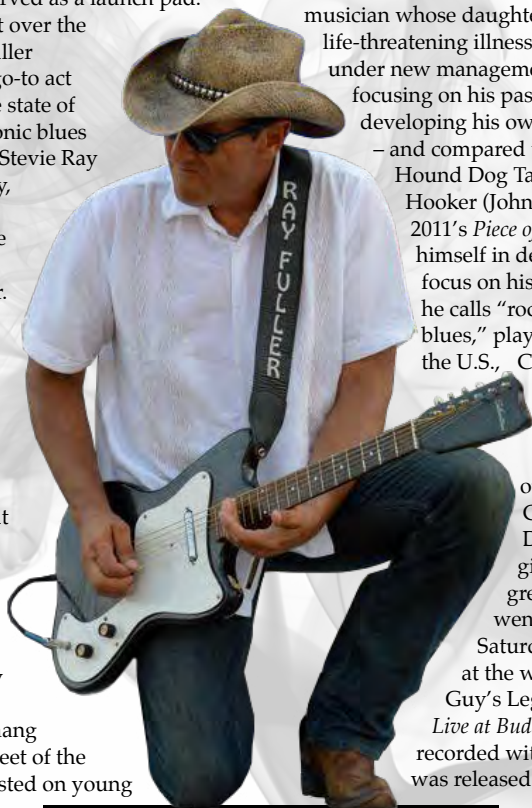 rved as a launch pad.
t over the
ller
go-to act
e state of
onic blues
Stevie Ray
y,
e
r.
t
y
ang
eet of the
sted on young
RAY FULLER
musician whose daughte
life-threatening illness
under new manageme
focusing on his pas
developing his ow
– and compared
Hound Dog Ta
Hooker (John
2011's Piece o
himself in de
focus on his
he calls “roo
blues,” play
the U.S., C
o
C
D
gi
gre
wen
Saturd
at the w
Guy's Leg
Live at Bud
recorded wit
was released